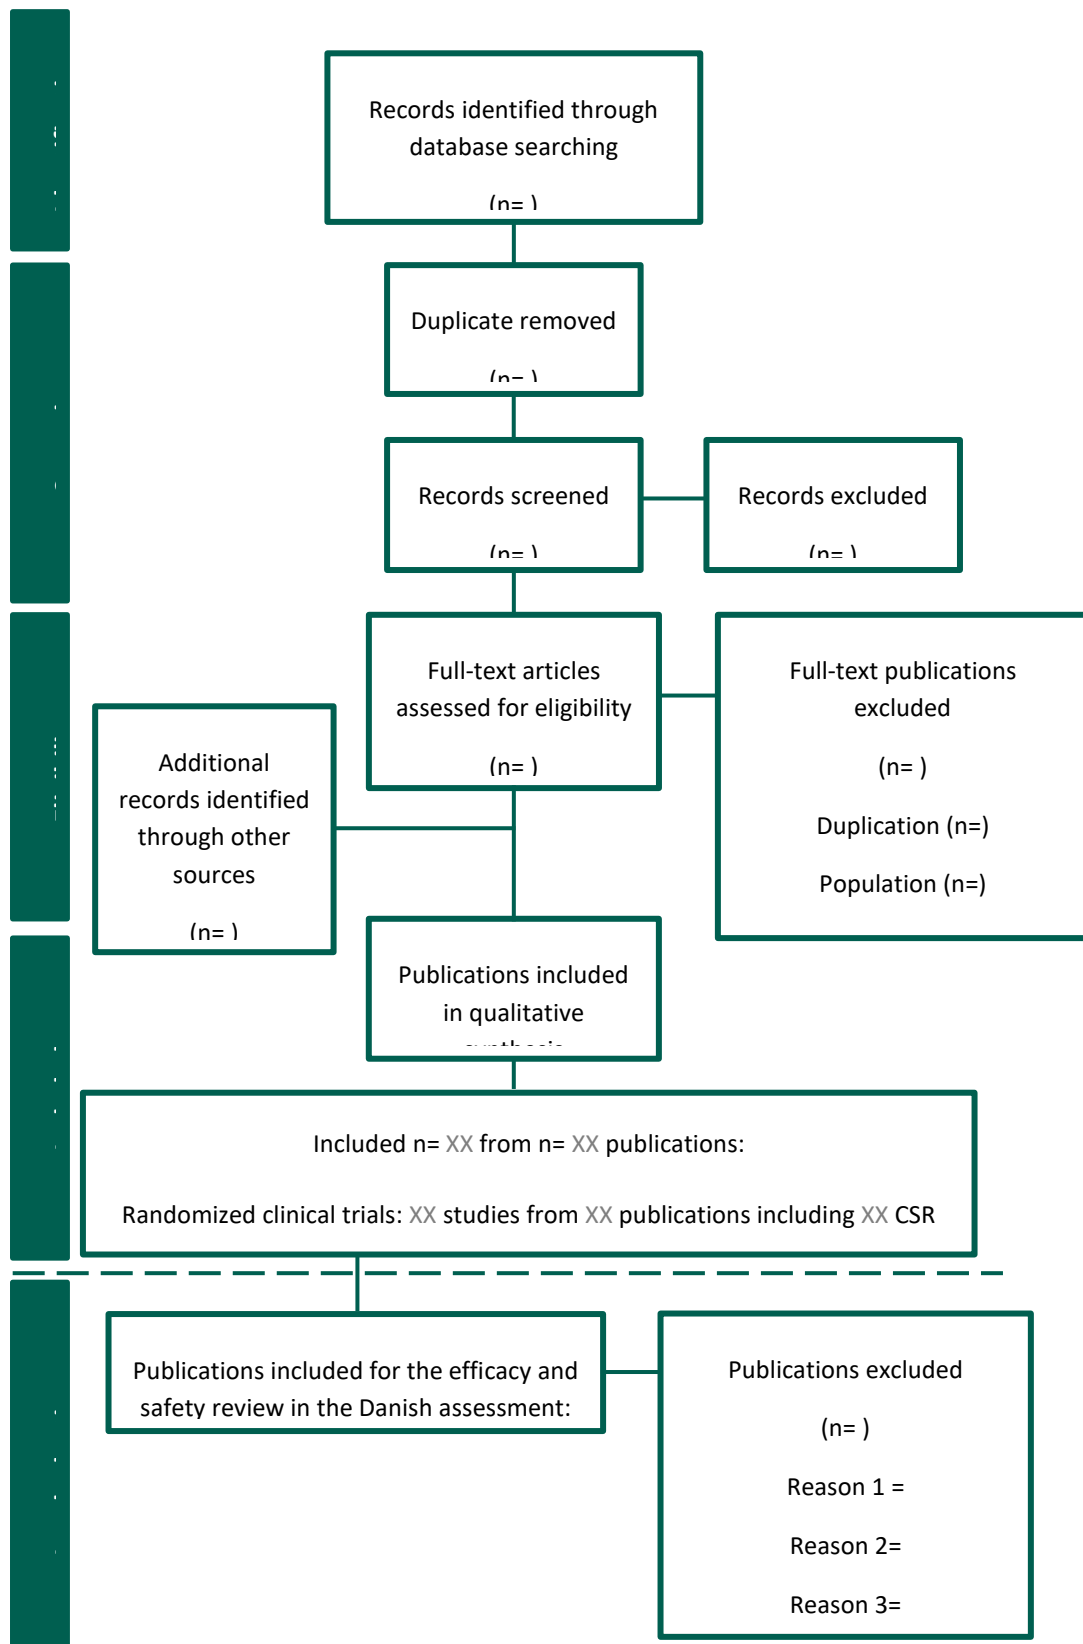 Records identified through
database searching
(n= )
Duplicate removed
(n= )
Records screened
(n= )
Records excluded
(n= )
Full-text articles
assessed for eligibility
(n= )
Full-text publications
excluded
(n= )
Duplication (n=)
Population (n=)
Additional
records identified
through other
sources
(n= )
Publications included
in qualitative
synthesis
Included n= XX from n= XX publications:
Randomized clinical trials: XX studies from XX publications including XX CSR
Publications included for the efficacy and
safety review in the Danish assessment:
Publications excluded
(n= )
Reason 1 =
Reason 2=
Reason 3=